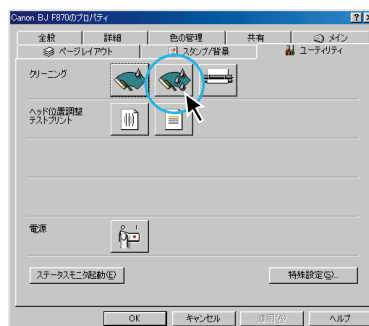 Canon BJ F870のプロパティ
全般 詳細 色の管理 共有 メイン
ページレイアウト スタンプ/背景 ユーティリティ
クリーニング
ヘッド位置調整
テストプリント
電源
ステータスモニタ起動(E) 特殊設定(S)...
OK キャンセル 適用(A) ヘルプ